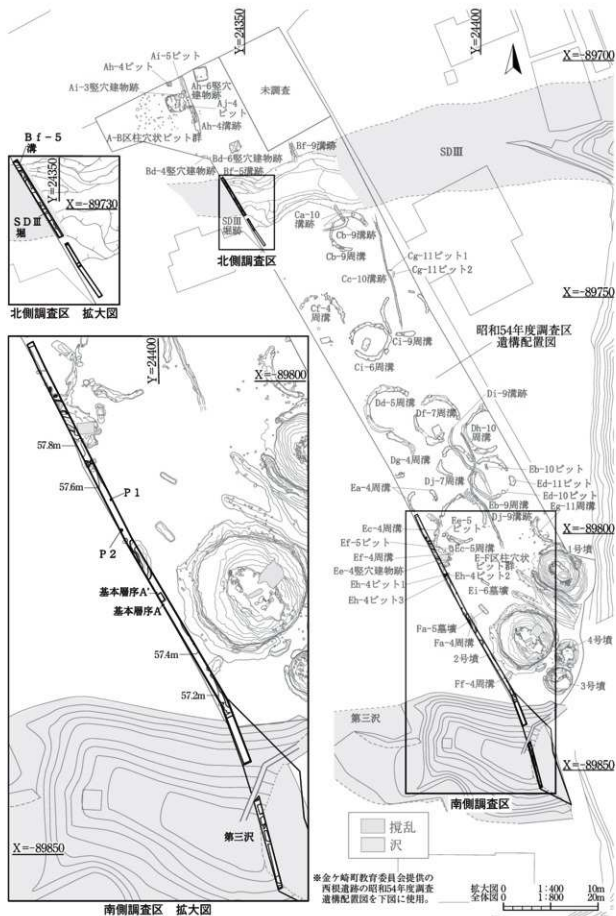 Y=24350
Y=24400
X=-89700
Ai-5ピット
Ah-4ピット
Ai-3竪穴建物跡
Ah-6竪穴建物跡
Aj-4ピット
未調査
A-B区柱穴状ピット群
Ah-4溝跡
Bd-6竪穴建物跡
Bf-9溝跡
Bd-4竪穴建物跡
Bf-5溝跡
SDⅢ
Bf-5溝
Y=24350
X=-89730
SDⅢ堀
北側調査区 拡大図
SDⅢ堀跡
北側調査区
Ca-10溝跡
Cb-9溝跡
Cb-9周溝
Cc-10溝跡
Cg-11ピット1
Cg-11ピット2
X=-89750
Cf-4周溝
Ci-9周溝
Ci-6周溝
昭和54年度調査区
遺構配置図
Dd-5周溝
Df-7周溝
Di-9溝跡
Dh-10周溝
Dg-4周溝
Dj-7周溝
Ea-4周溝
Eb-10ピット
Ed-11ピット
Ed-10ピット
Eb-9周溝
Eg-11周溝
Dj-9溝跡
X=-89800
Ec-4周溝
Ee-5ピット
Ef-5ピット
Ec-5周溝
Ef-4周溝
E-F区柱穴状ピット群
1号墳
Ee-4竪穴建物跡
Eh-4ピット1
Eh-4ピット2
Eh-4ピット3
Ei-6墓壙
Fa-5墓壙
Fa-4周溝
2号墳
4号墳
3号墳
Ff-4周溝
第三沢
X=-89850
南側調査区
Y=24400
X=-89800
57.8m
57.6m
P1
P2
基本層序A'
基本層序A
57.4m
57.2m
第三沢
X=-89850
南側調査区 拡大図
撹乱
沢
※金ケ崎町教育委員会提供の
西根遺跡の昭和54年度調査
遺構配置図を下図に使用。
拡大図 0 1:400 10m
全体図 0 1:800 20m